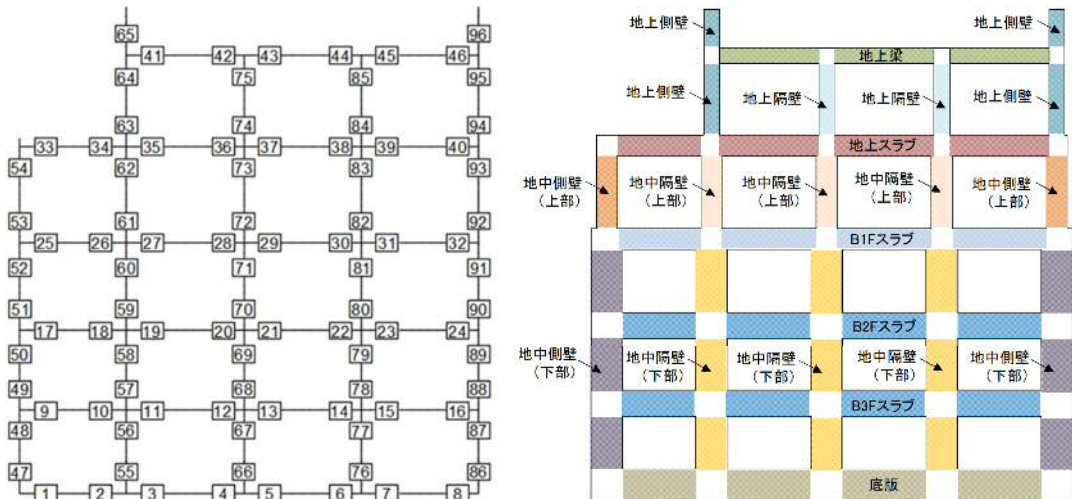 65 96
41 42 43 44 45 46
64 75 85 95
63 74 84 94
33 34 35 36 37 38 39 40
54 62 73 83 93
53 61 72 82 92
25 26 27 28 29 30 31 32
52 60 71 81 91
51 59 70 80 90
17 18 19 20 21 22 23 24
50 58 69 79 89
49 57 68 78 88
9 10 11 12 13 14 15 16
48 56 67 77 87
47 55 66 76 86
1 2 3 4 5 6 7 8
地上側壁 地上側壁
地上梁
地上側壁 地上隔壁 地上隔壁 地上側壁
地上スラブ
地中側壁 地中隔壁 地中隔壁 地中隔壁 地中側壁
(上部) (上部) (上部) (上部) (上部)
B1Fスラブ
B2Fスラブ
地中側壁 地中隔壁 地中隔壁 地中隔壁 地中側壁
(下部) (下部) (下部) (下部) (下部)
B3Fスラブ
底版